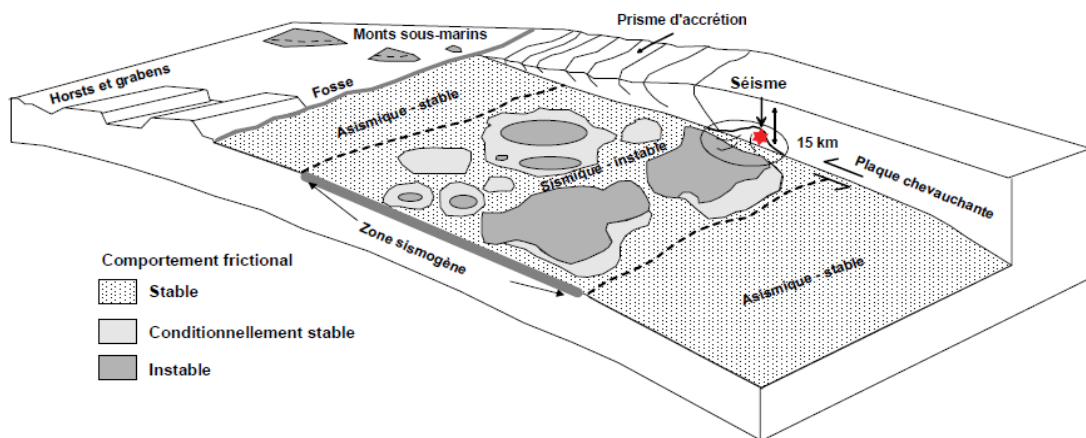 Prisme d'accrétion
Monts sous-marins
Séisme
Horsts et grabens
Fosse
Asismique - stable
15 km
Sismique - instable
Plaque chevauchante
Zone sismogène
Asismique - stable
Comportement frictional
Stable
Conditionnellement stable
Instable